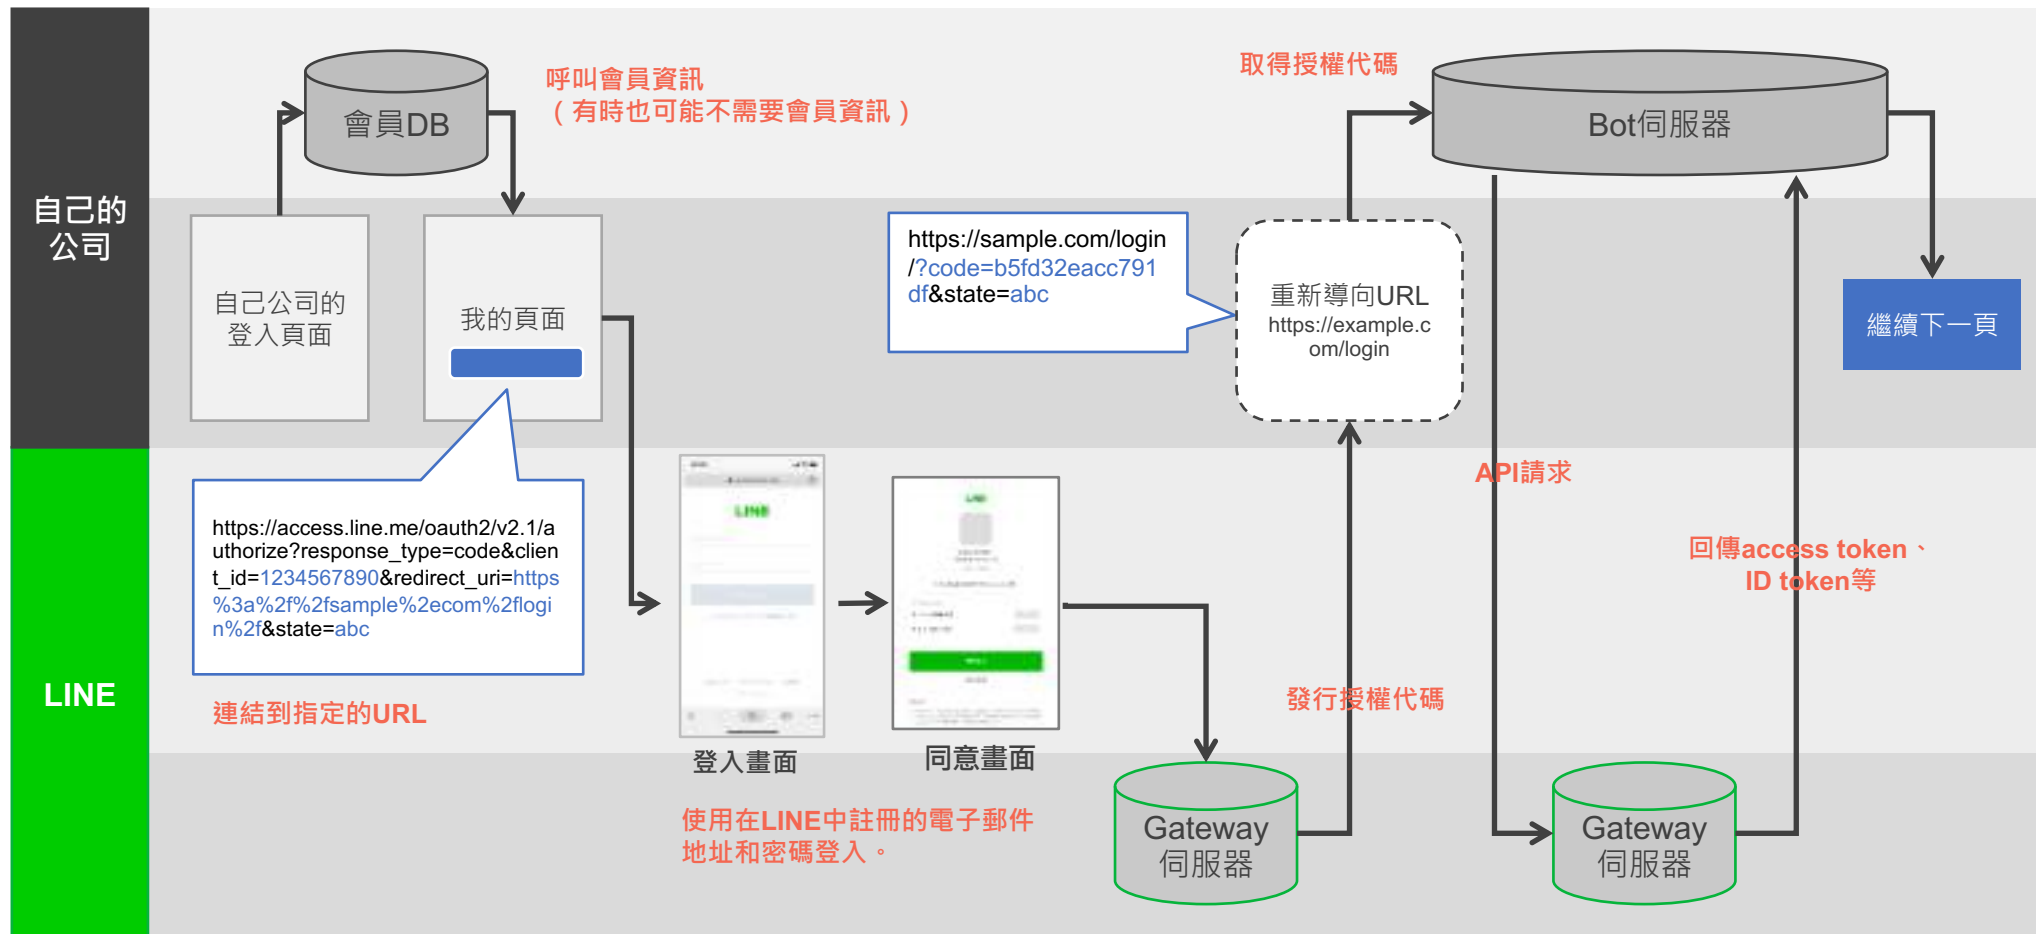 自己的
公司
LINE
會員DB
呼叫會員資訊
（有時也可能不需要會員資訊）
取得授權代碼
Bot伺服器
自己公司的
登入頁面
我的頁面
https://sample.com/login
/?code=b5fd32eacc791
df&state=abc
重新導向URL
https://example.c
om/login
繼續下一頁
https://access.line.me/oauth2/v2.1/a
uthorize?response_type=code&clien
t_id=1234567890&redirect_uri=https
%3a%2f%2fsample%2ecom%2flogi
n%2f&state=abc
連結到指定的URL
LINE
登入畫面
LINE
同意畫面
使用在LINE中註冊的電子郵件
地址和密碼登入。
Gateway
伺服器
發行授權代碼
API請求
回傳access token、
ID token等
Gateway
伺服器